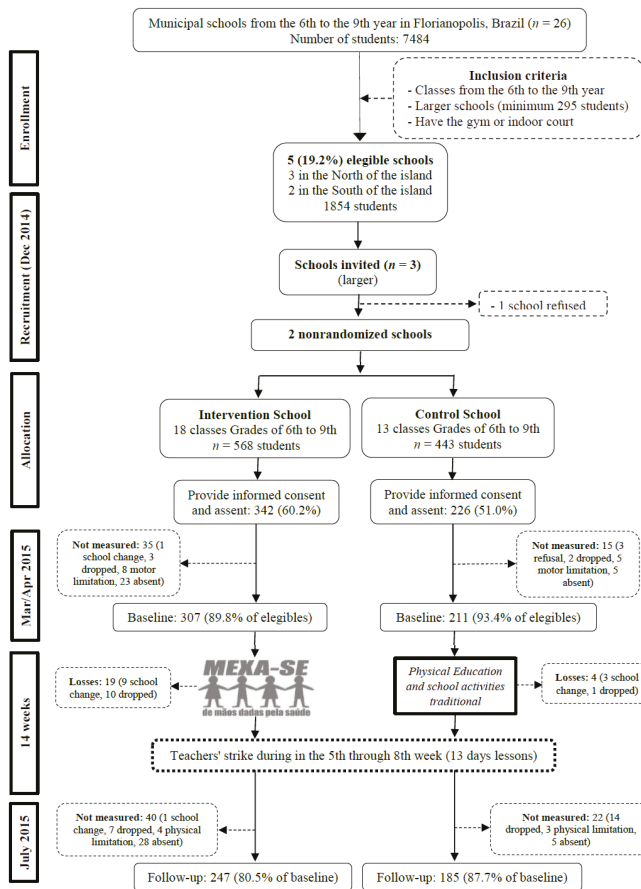 Municipal schools from the 6th to the 9th year in Florianopolis, Brazil (n = 26)
Number of students: 7484
Enrollment
Inclusion criteria
- Classes from the 6th to the 9th year
- Larger schools (minimum 295 students)
- Have the gym or indoor court
5 (19.2%) elegible schools
3 in the North of the island
2 in the South of the island
1854 students
Recruitment (Dec 2014)
Schools invited (n = 3)
(larger)
- 1 school refused
2 nonrandomized schools
Allocation
Intervention School
18 classes Grades of 6th to 9th
n = 568 students
Control School
13 classes Grades of 6th to 9th
n = 443 students
Provide informed consent
and assent: 342 (60.2%)
Provide informed consent
and assent: 226 (51.0%)
Mar/Apr 2015
Not measured: 35 (1
school change, 3
dropped, 8 motor
limitation, 23 absent)
Not measured: 15 (3
refusal, 2 dropped, 5
motor limitation, 5
absent)
Baseline: 307 (89.8% of elegibles)
Baseline: 211 (93.4% of elegibles)
14 weeks
Losses: 19 (9 school
change, 10 dropped)
MEXA-SE
de mãos dadas pela saúde
Physical Education
and school activities
traditional
Losses: 4 (3 school
change, 1 dropped)
Teachers' strike during in the 5th through 8th week (13 days lessons)
July 2015
Not measured: 40 (1 school
change, 7 dropped, 4 physical
limitation, 28 absent)
Not measured: 22 (14
dropped, 3 physical limitation,
5 absent)
Follow-up: 247 (80.5% of baseline)
Follow-up: 185 (87.7% of baseline)